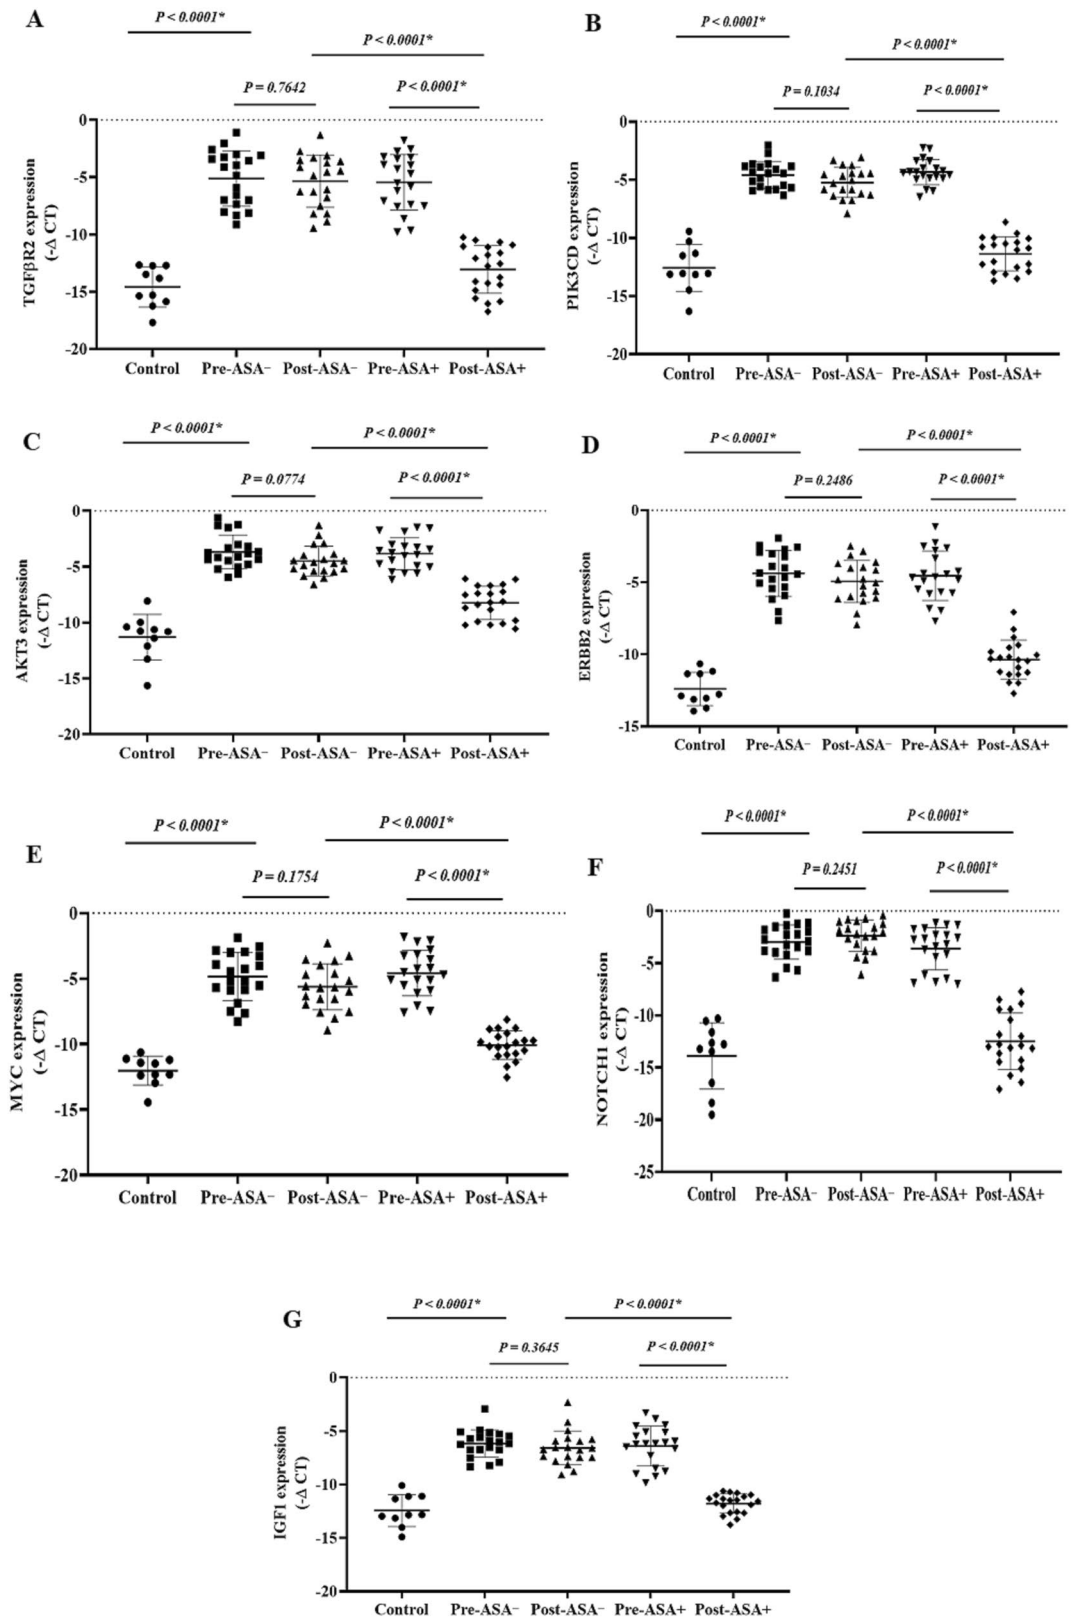 A
P < 0.0001*
P < 0.0001*
P = 0.7642
P < 0.0001*
TGFβR2 expression
(-Δ CT)
0
-5
-10
-15
-20
Control Pre-ASA⁻ Post-ASA⁻ Pre-ASA+ Post-ASA+
B
P < 0.0001*
P < 0.0001*
P = 0.1034
P < 0.0001*
PIK3CD expression
(-Δ CT)
0
-5
-10
-15
-20
Control Pre-ASA⁻ Post-ASA⁻ Pre-ASA+ Post-ASA+
C
P < 0.0001*
P < 0.0001*
P = 0.0774
P < 0.0001*
AKT3 expression
(-Δ CT)
0
-5
-10
-15
-20
Control Pre-ASA⁻ Post-ASA⁻ Pre-ASA+ Post-ASA+
D
P < 0.0001*
P < 0.0001*
P = 0.2486
P < 0.0001*
ERBB2 expression
(-Δ CT)
0
-5
-10
-15
Control Pre-ASA⁻ Post-ASA⁻ Pre-ASA+ Post-ASA+
E
P < 0.0001*
P < 0.0001*
P = 0.1754
P < 0.0001*
MYC expression
(-Δ CT)
0
-5
-10
-15
-20
Control Pre-ASA⁻ Post-ASA⁻ Pre-ASA+ Post-ASA+
F
P < 0.0001*
P < 0.0001*
P = 0.2451
P < 0.0001*
NOTCH1 expression
(-Δ CT)
0
-5
-10
-15
-20
-25
Control Pre-ASA⁻ Post-ASA⁻ Pre-ASA+ Post-ASA+
G
P < 0.0001*
P < 0.0001*
P = 0.3645
P < 0.0001*
IGF1 expression
(-Δ CT)
0
-5
-10
-15
-20
Control Pre-ASA⁻ Post-ASA⁻ Pre-ASA+ Post-ASA+